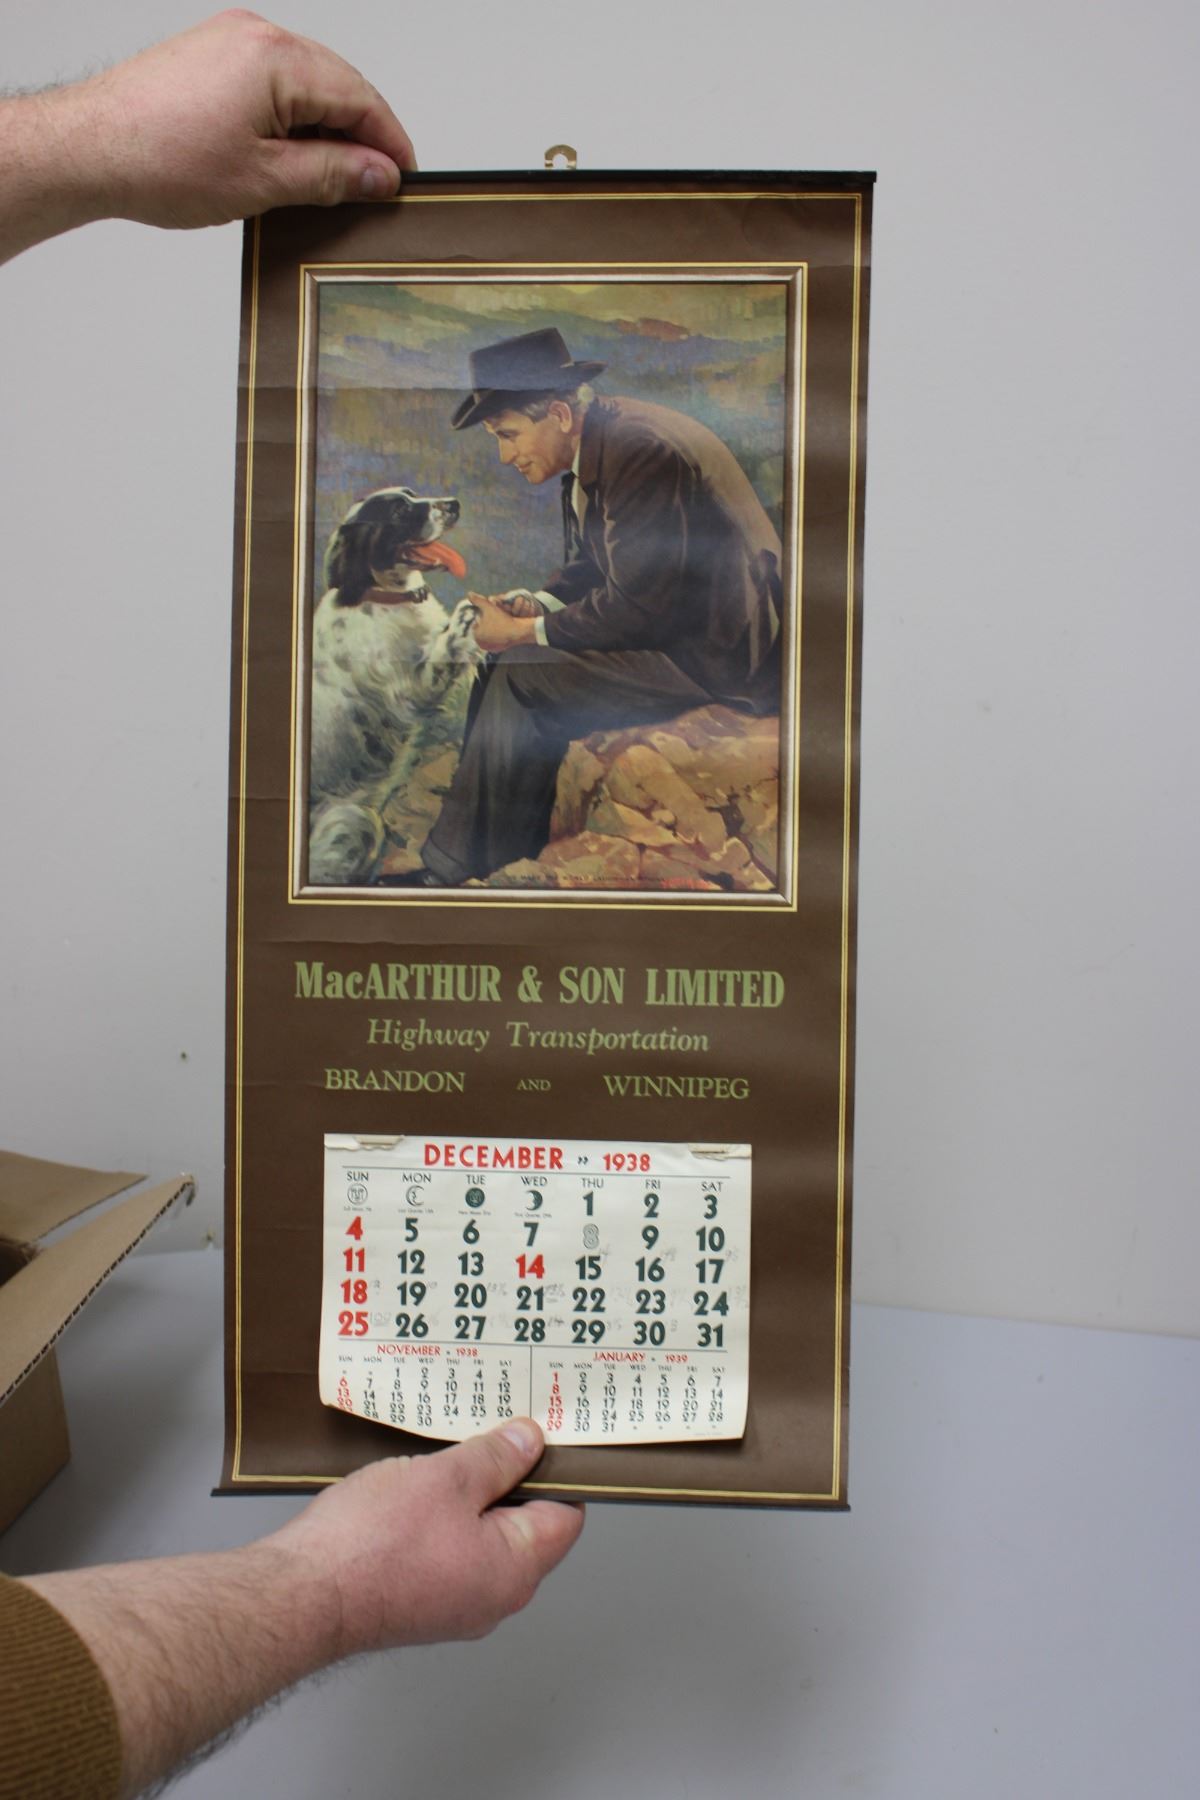 MacARTHUR & SON LIMITED
Highway Transportation
BRANDON AND WINNIPEG
DECEMBER » 1938
SUN MON TUE WED THU FRI SAT
1 2 3
4 5 6 7 8 9 10
11 12 13 14 15 16 17
18 19 20 21 22 23 24
25 26 27 28 29 30 31
NOVEMBER » 1938
SUN MON TUE WED THU FRI SAT
- - 1 2 3 4 5
6 7 8 9 10 11 12
13 14 15 16 17 18 19
20 21 22 23 24 25 26
28 29 30 - - -
JANUARY » 1939
SUN MON TUE WED THU FRI SAT
1 2 3 4 5 6 7
8 9 10 11 12 13 14
15 16 17 18 19 20 21
22 23 24 25 26 27 28
29 30 31 - - - -